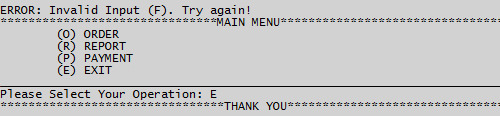 ERROR: Invalid Input (F). Try again!
===============================MAIN MENU================================
(O) ORDER
(R) REPORT
(P) PAYMENT
(E) EXIT
Please Select Your Operation: E
================================THANK YOU===============================